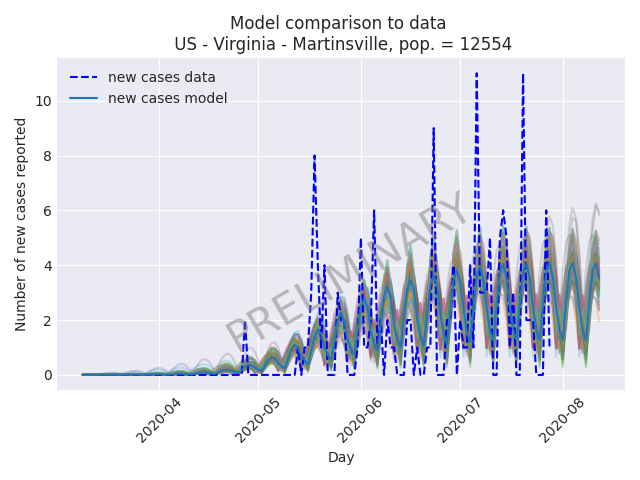 Model comparison to data
US - Virginia - Martinsville, pop. = 12554
new cases data
new cases model
Number of new cases reported
10
8
6
4
2
0
PRELIMINARY
2020-04
2020-05
2020-06
2020-07
2020-08
Day